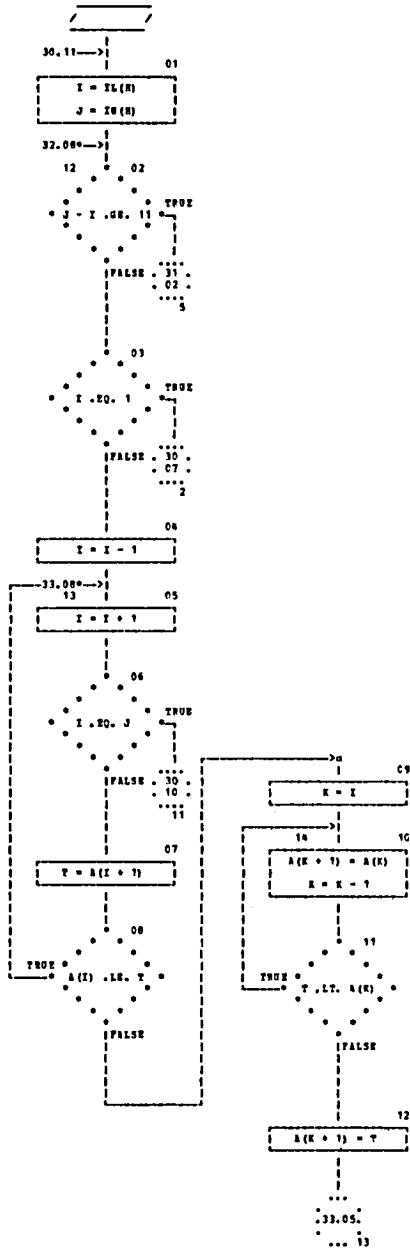 30.11
01
I = IL(M)
J = IU(M)
32.08
12
02
J - I .GE. 11
TRUE
FALSE
31
02
5
03
I .EQ. 1
TRUE
FALSE
30
07
2
04
I = I - 1
33.08
13
05
I = I + 1
06
I .EQ. J
TRUE
FALSE
30
10
11
07
T = A(I + 1)
08
TRUE
A(I) .LE. T
FALSE
09
K = I
14
10
A(K + 1) = A(K)
K = K - 1
11
TRUE
T .LT. A(K)
FALSE
12
A(K + 1) = T
33.05
13